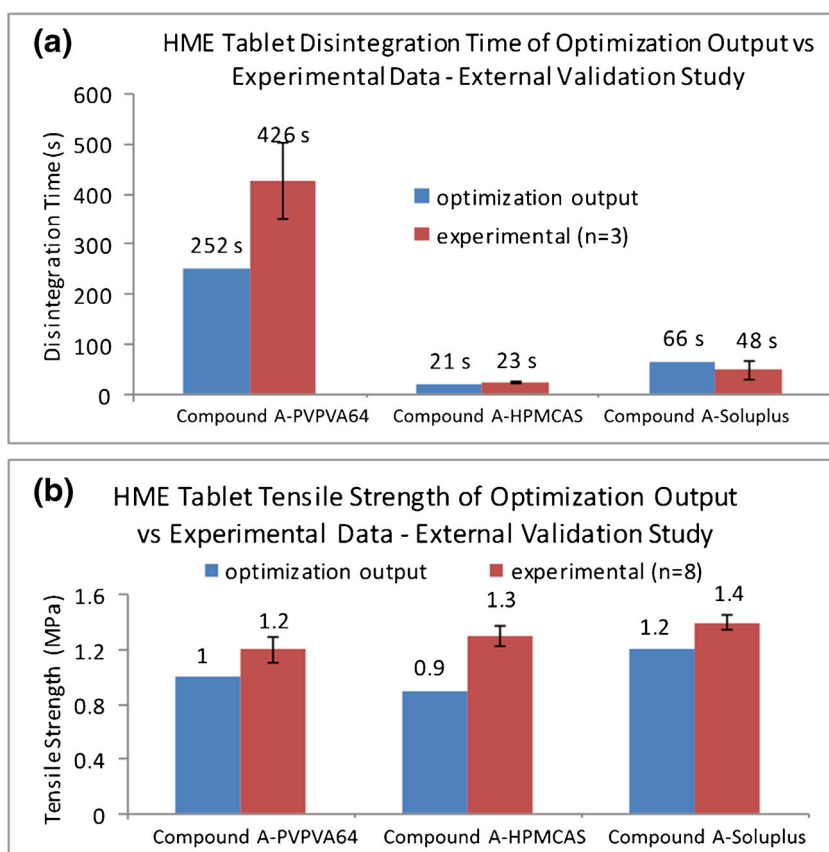 (a)
HME Tablet Disintegration Time of Optimization Output vs
Experimental Data - External Validation Study
Disintegration Time (s)
600
500
400
300
200
100
0
252 s
426 s
21 s
23 s
66 s
48 s
optimization output
experimental (n=3)
Compound A-PVPVA64
Compound A-HPMCAS
Compound A-Soluplus
(b)
HME Tablet Tensile Strength of Optimization Output
vs Experimental Data - External Validation Study
optimization output
experimental (n=8)
Tensile Strength (MPa)
1.6
1.2
0.8
0.4
0
1
1.2
0.9
1.3
1.2
1.4
Compound A-PVPVA64
Compound A-HPMCAS
Compound A-Soluplus